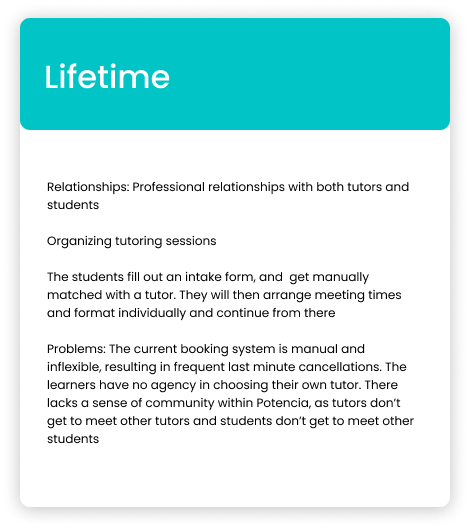 Lifetime
Relationships: Professional relationships with both tutors and
students
Organizing tutoring sessions
The students fill out an intake form, and  get manually
matched with a tutor. They will then arrange meeting times
and format individually and continue from there
Problems: The current booking system is manual and
inflexible, resulting in frequent last minute cancellations. The
learners have no agency in choosing their own tutor. There
lacks a sense of community within Potencia, as tutors don’t
get to meet other tutors and students don’t get to meet other
students